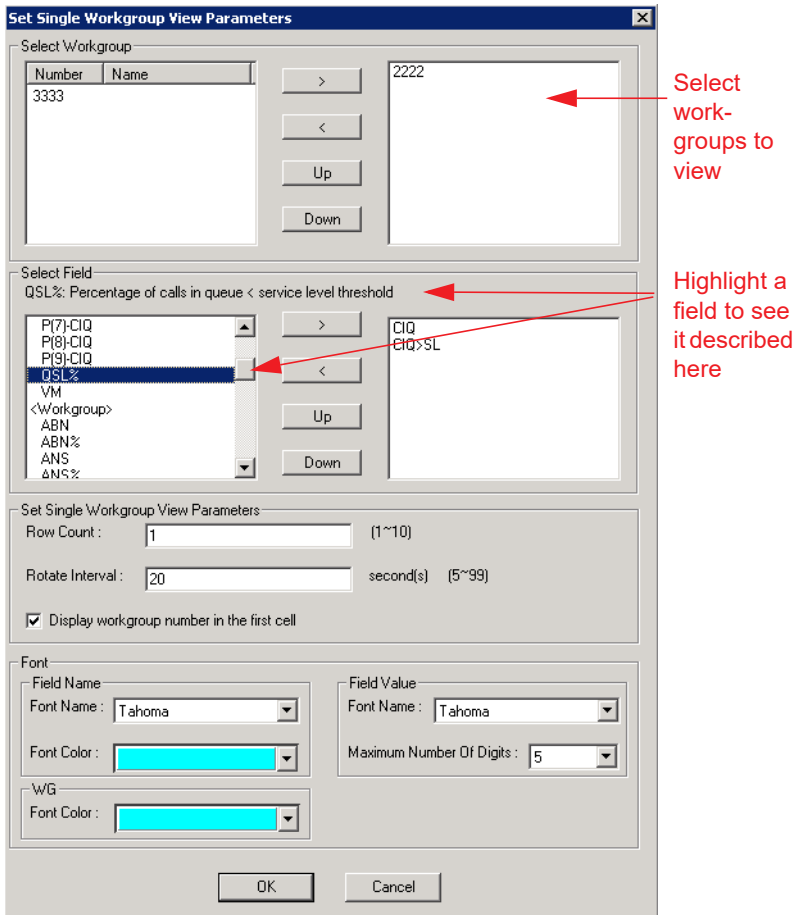 Set Single Workgroup View Parameters
Select Workgroup
Number Name
3333
>
<
Up
Down
2222
Select
work-
groups to
view
Select Field
QSL%: Percentage of calls in queue < service level threshold
P(7)-CIQ
P(8)-CIQ
P(9)-CIQ
QSL%
VM
<Workgroup>
ABN
ABN%
ANS
ANS%
>
<
Up
Down
CIQ
CIQ>SL
Highlight a
field to see
it described
here
Set Single Workgroup View Parameters
Row Count : 1 (1~10)
Rotate Interval : 20 second(s) (5~99)
Display workgroup number in the first cell
Font
Field Name
Font Name : Tahoma
Font Color :
WG
Font Color :
Field Value
Font Name : Tahoma
Maximum Number Of Digits : 5
OK Cancel